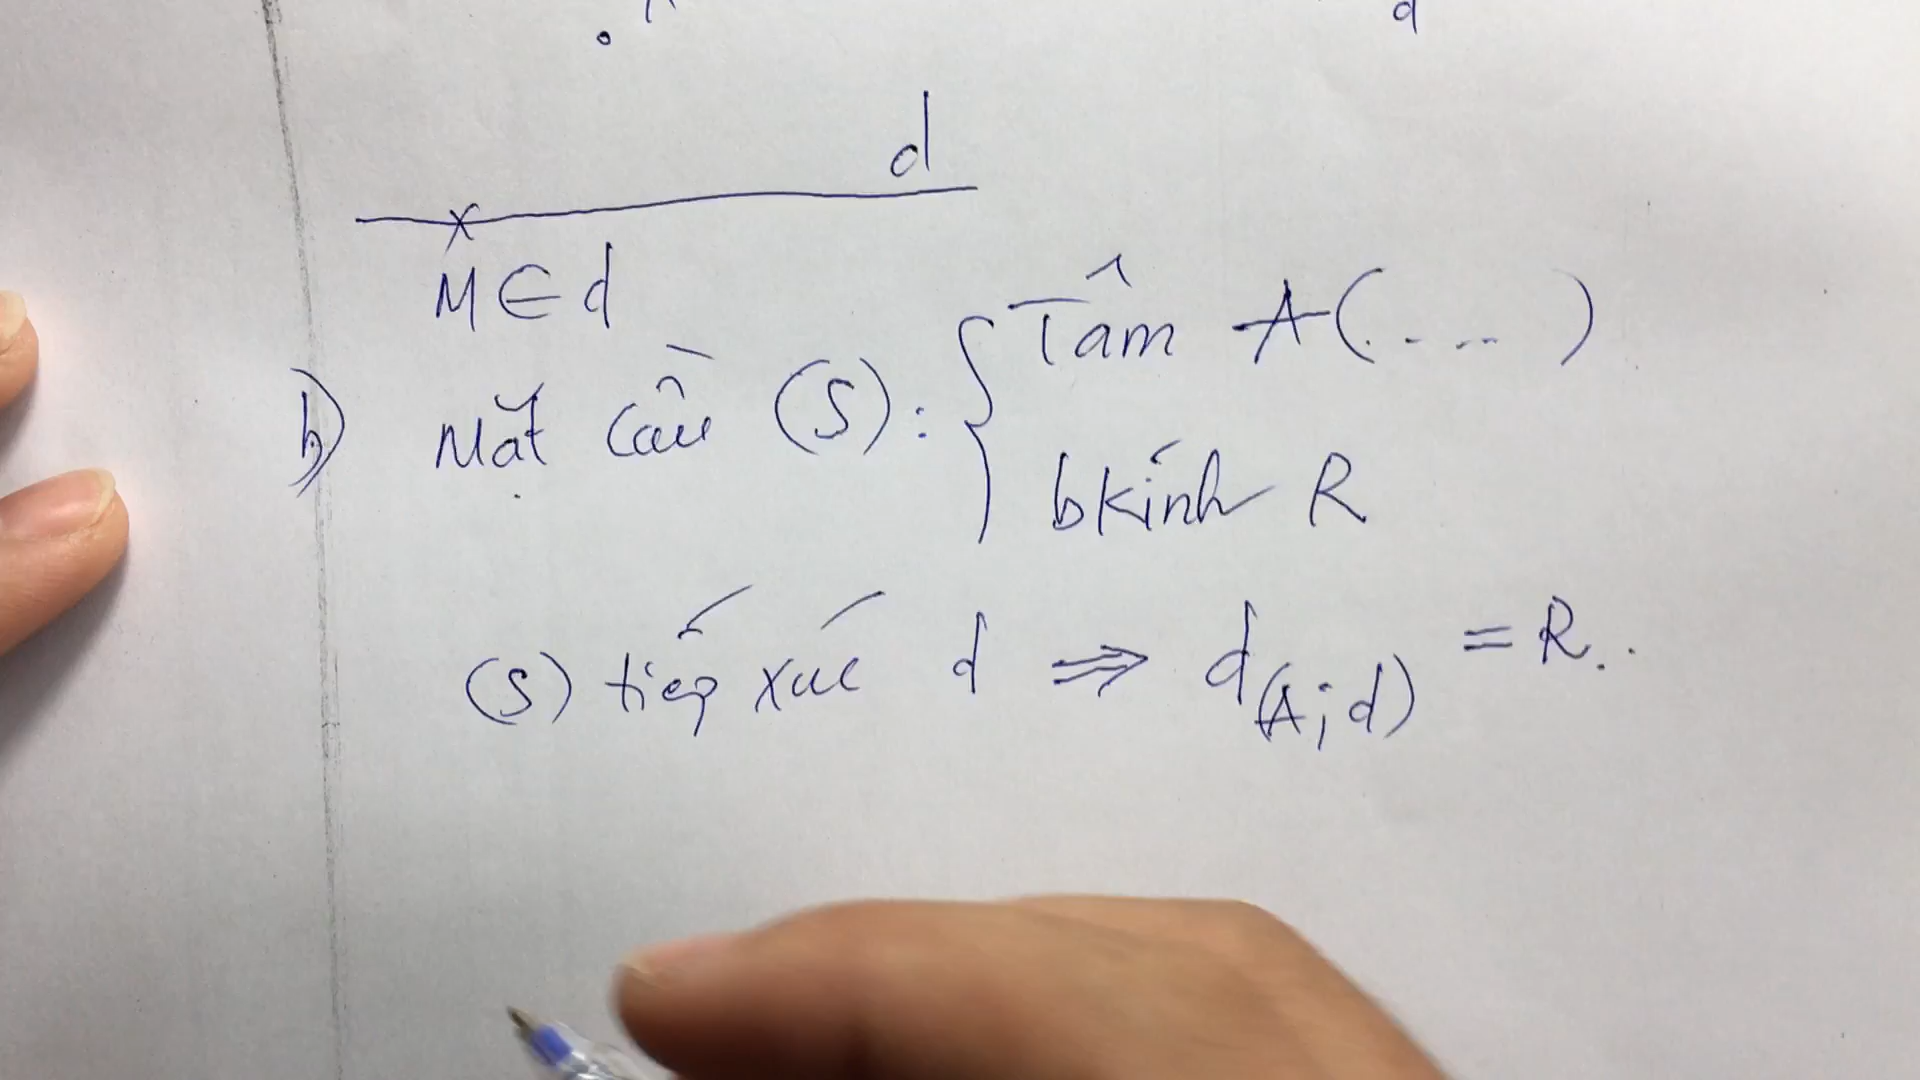 d
M ∈ d
b) Mặt cầu (S): { Tâm A(. ... )
bkính R
(S) tiếp xúc d ⇒ d(A; d) = R..